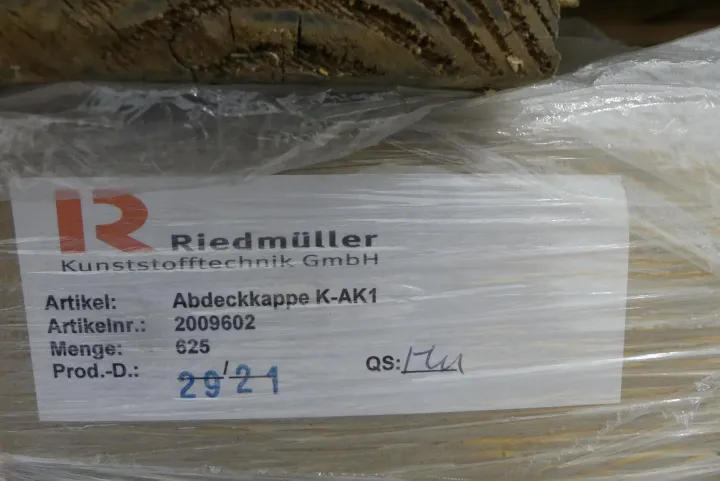 R Riedmüller
Kunststofftechnik GmbH
Artikel: Abdeckkappe K-AK1
Artikelnr.: 2009602
Menge: 625
Prod.-D.: 29/21 QS: